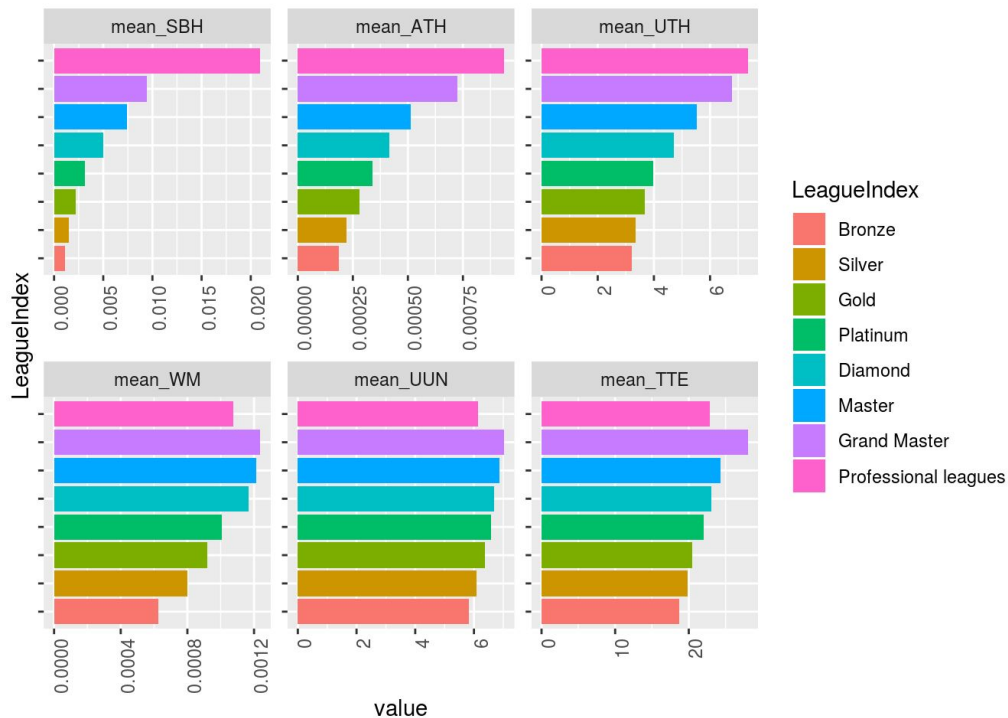 mean_SBH
mean_ATH
mean_UTH
0.000
0.005
0.010
0.015
0.020
0.00000
0.00025
0.00050
0.00075
0
2
4
6
LeagueIndex
mean_WM
mean_UUN
mean_TTE
0.0000
0.0004
0.0008
0.0012
0
2
4
6
0
10
20
value
LeagueIndex
Bronze
Silver
Gold
Platinum
Diamond
Master
Grand Master
Professional leagues